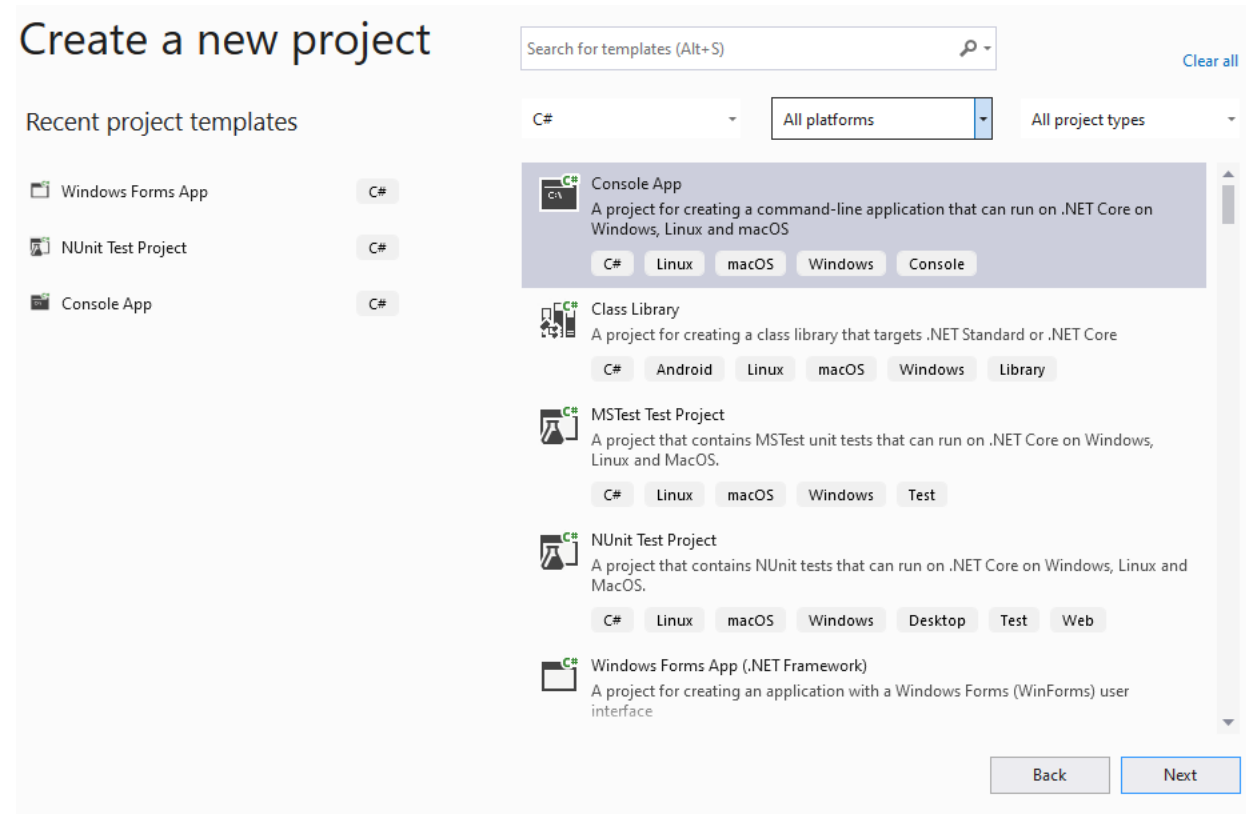 Create a new project
Search for templates (Alt+S)
Clear all
Recent project templates
C#
All platforms
All project types
Windows Forms App
C#
NUnit Test Project
C#
Console App
C#
C#
C:\
Console App
A project for creating a command-line application that can run on .NET Core on
Windows, Linux and macOS
C# Linux macOS Windows Console
C#
Class Library
A project for creating a class library that targets .NET Standard or .NET Core
C# Android Linux macOS Windows Library
C#
MSTest Test Project
A project that contains MSTest unit tests that can run on .NET Core on Windows,
Linux and MacOS.
C# Linux macOS Windows Test
C#
NUnit Test Project
A project that contains NUnit tests that can run on .NET Core on Windows, Linux and
MacOS.
C# Linux macOS Windows Desktop Test Web
C#
Windows Forms App (.NET Framework)
A project for creating an application with a Windows Forms (WinForms) user
interface
Back
Next